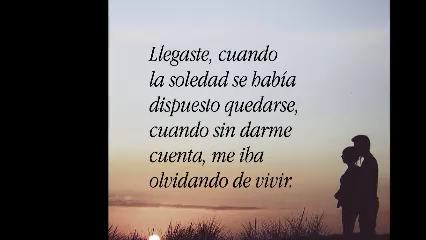 Llegaste, cuando
la soledad se había
dispuesto quedarse,
cuando sin darme
cuenta, me iba
olvidando de vivir.